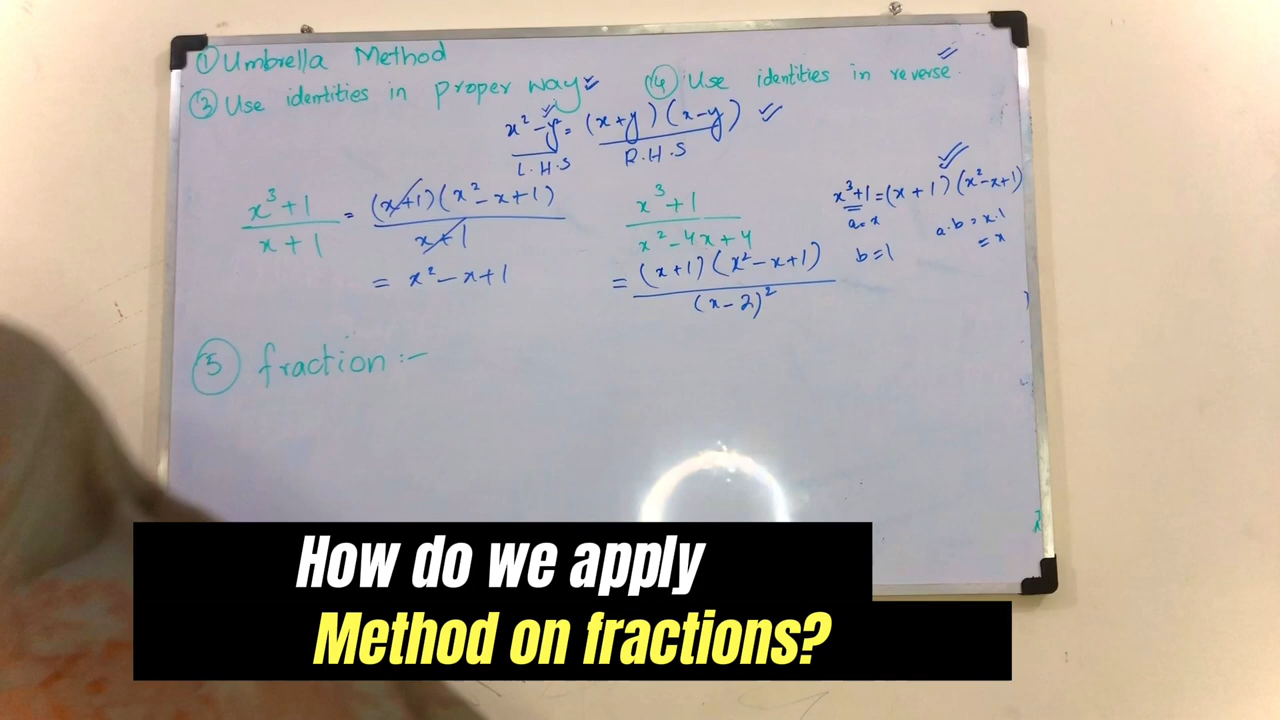 ① Umbrella Method
③ Use identities in proper way
④ Use identities in reverse
x² - y² = (x+y)(x-y)
L.H.S R.H.S
x³+1 / x+1 = (x+1)(x²-x+1) / x+1
= x²-x+1
x³+1 / x²-4x+4
= (x+1)(x²-x+1) / (x-2)²
x³+1 = (x+1)(x²-x+1)
a=x
b=1
a.b = x.1
= x
⑤ fraction :-
How do we apply
Method on fractions?